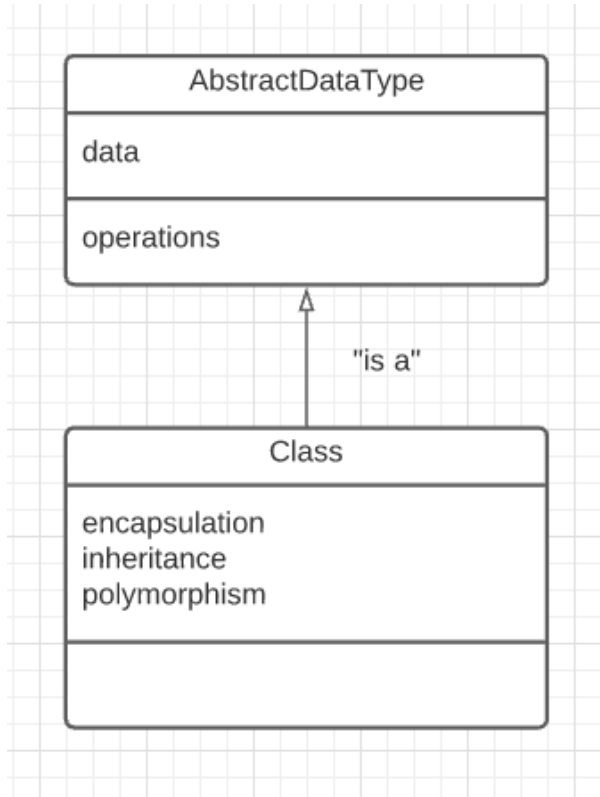 AbstractDataType
data
operations
"is a"
Class
encapsulation
inheritance
polymorphism